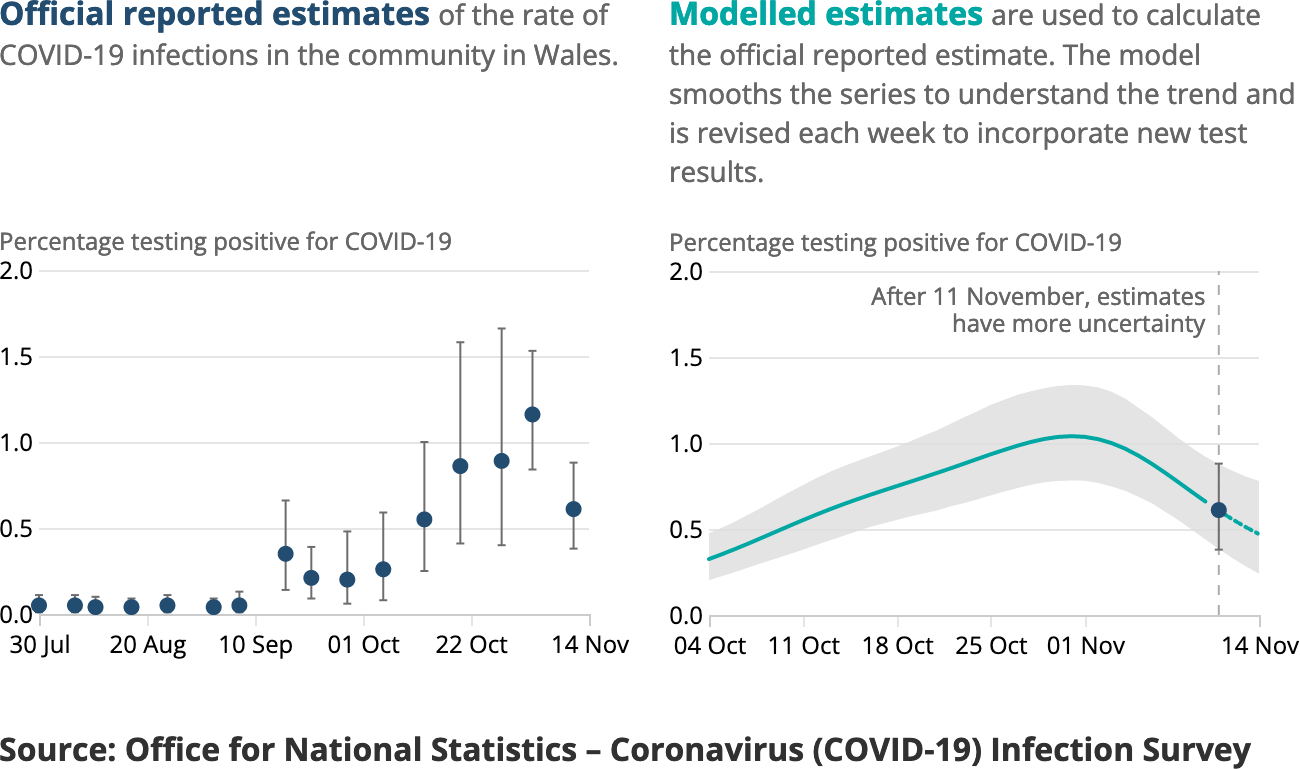 Official reported estimates of the rate of
COVID-19 infections in the community in Wales.
Modelled estimates are used to calculate
the official reported estimate. The model
smooths the series to understand the trend and
is revised each week to incorporate new test
results.
Percentage testing positive for COVID-19
2.0
1.5
1.0
0.5
0.0
30 Jul 20 Aug 10 Sep 01 Oct 22 Oct 14 Nov
Percentage testing positive for COVID-19
2.0
After 11 November, estimates
have more uncertainty
1.5
1.0
0.5
0.0
04 Oct 11 Oct 18 Oct 25 Oct 01 Nov 14 Nov
Source: Office for National Statistics – Coronavirus (COVID-19) Infection Survey